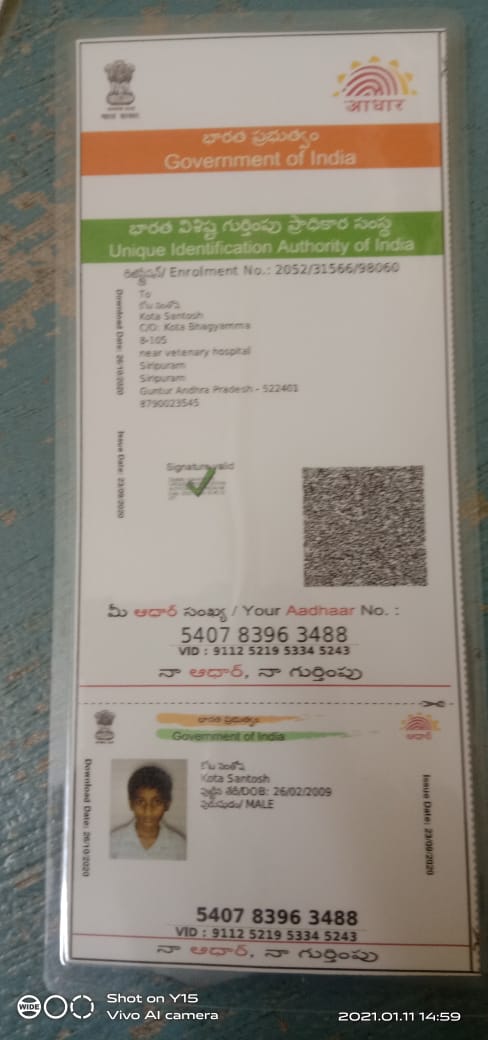 आधार
భారత ప్రభుత్వం
Government of India
భారత విశిష్ట గుర్తింపు ప్రాధికార సంస్థ
Unique Identification Authority of India
Enrolment No.: 2052/31566/98060
To
Kota Santosh
C/O: Kota Bhagyamma
8-105
near vetenary hospital
Siripuram
Siripuram
Guntur Andhra Pradesh - 522401
8790023545
Download Date: 26/10/2020
Issue Date: 23/09/2020
Signature valid
మీ ఆధార్ సంఖ్య / Your Aadhaar No. :
5407 8396 3488
VID : 9112 5219 5334 5243
నా ఆధార్, నా గుర్తింపు
భారత ప్రభుత్వం
Government of India
Download Date: 26/10/2020
Kota Santosh
పుట్టిన తేదీ/DOB: 26/02/2009
పురుషుడు/ MALE
Issue Date: 23/09/2020
5407 8396 3488
VID : 9112 5219 5334 5243
నా ఆధార్, నా గుర్తింపు
WIDE
Shot on Y15
Vivo AI camera
2021.01.11 14:59